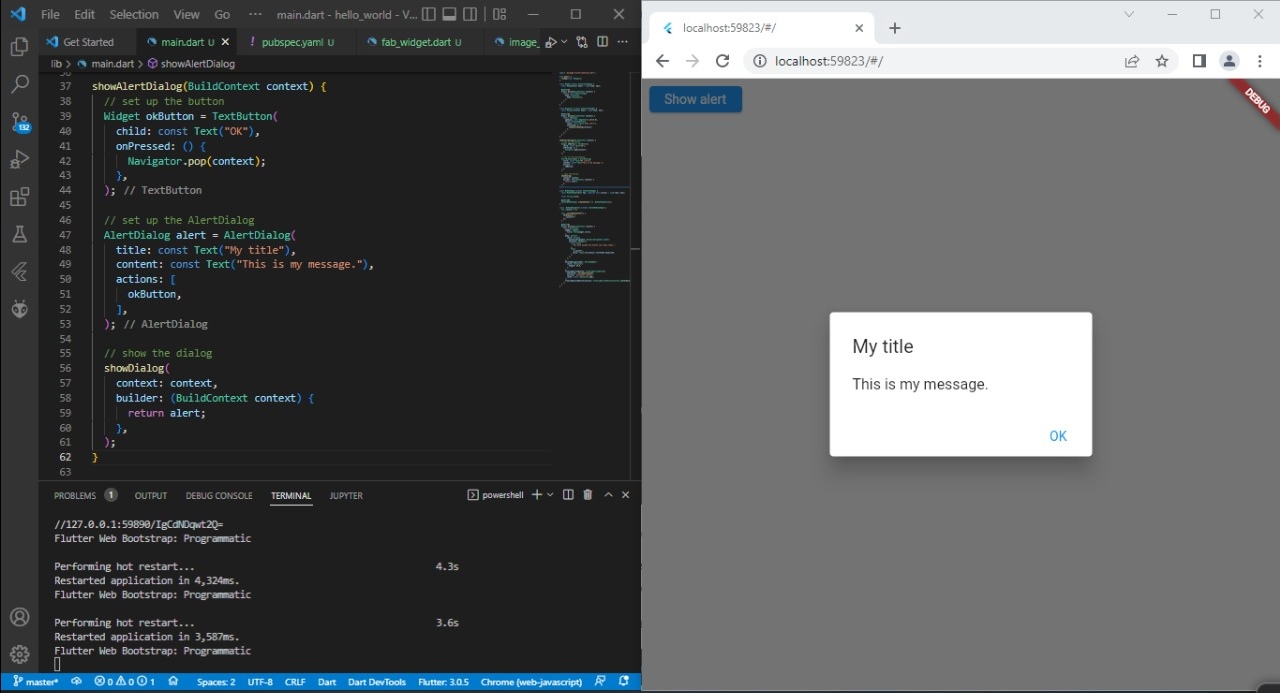 File Edit Selection View Go ··· main.dart - hello_world - V...
Get Started main.dart U pubspec.yaml U fab_widget.dart U image_
lib > main.dart > showAlertDialog
37 showAlertDialog(BuildContext context) {
38 // set up the button
39 Widget okButton = TextButton(
40 child: const Text("OK"),
41 onPressed: () {
42 Navigator.pop(context);
43 },
44 ); // TextButton
45
46 // set up the AlertDialog
47 AlertDialog alert = AlertDialog(
48 title: const Text("My title"),
49 content: const Text("This is my message."),
50 actions: [
51 okButton,
52 ],
53 ); // AlertDialog
54
55 // show the dialog
56 showDialog(
57 context: context,
58 builder: (BuildContext context) {
59 return alert;
60 },
61 );
62 }
63
132
PROBLEMS 1 OUTPUT DEBUG CONSOLE TERMINAL JUPYTER powershell
//127.0.0.1:59890/IgCdNDqwt2Q=
Flutter Web Bootstrap: Programmatic
Performing hot restart... 4.3s
Restarted application in 4,324ms.
Flutter Web Bootstrap: Programmatic
Performing hot restart... 3.6s
Restarted application in 3,587ms.
Flutter Web Bootstrap: Programmatic
master* 0 0 1 Spaces: 2 UTF-8 CRLF Dart Dart DevTools Flutter: 3.0.5 Chrome (web-javascript)
localhost:59823/#/
localhost:59823/#/
Show alert
DEBUG
My title
This is my message.
OK